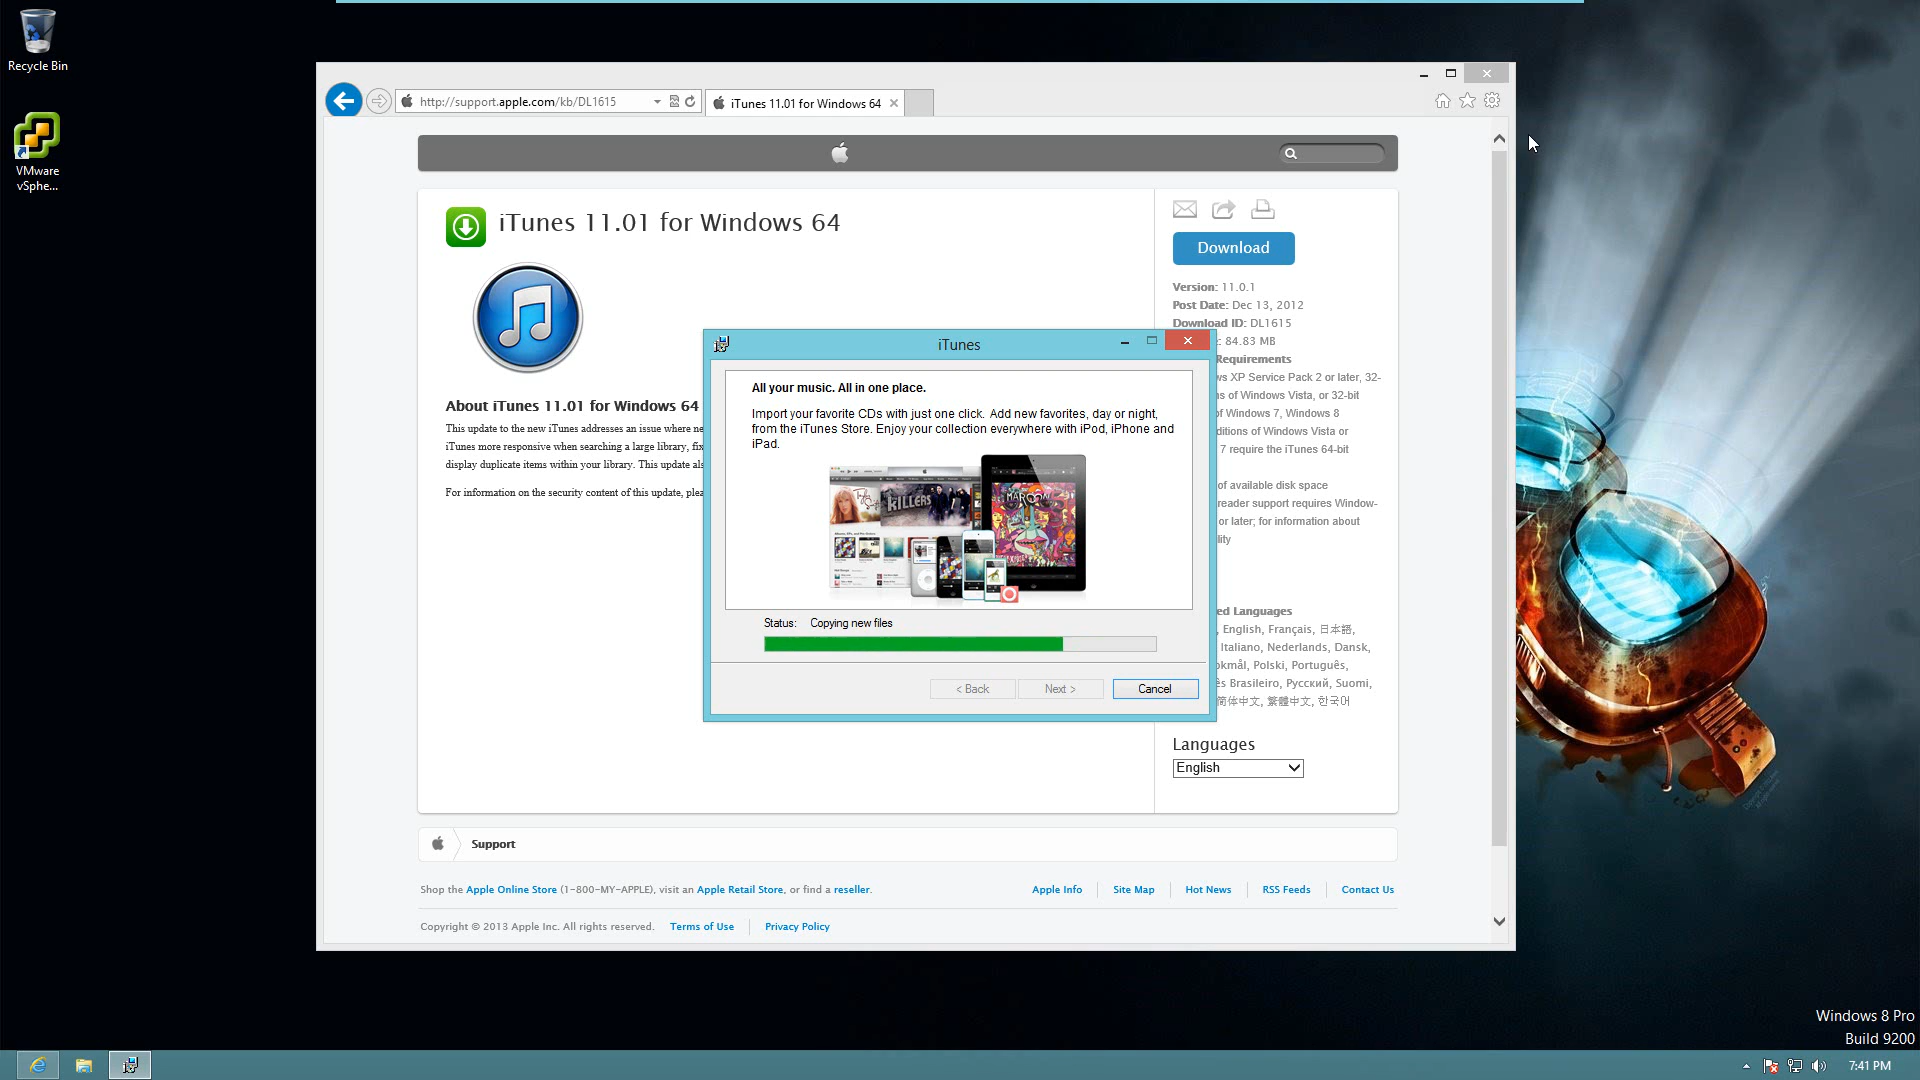 Recycle Bin
VMware
vSphe...
http://support.apple.com/kb/DL1615
iTunes 11.01 for Windows 64
iTunes 11.01 for Windows 64
Download
Version: 11.0.1
Post Date: Dec 13, 2012
Download ID: DL1615
: 84.83 MB
Requirements
ws XP Service Pack 2 or later, 32-
ns of Windows Vista, or 32-bit
of Windows 7, Windows 8
ditions of Windows Vista or
7 require the iTunes 64-bit
of available disk space
reader support requires Window-
or later; for information about
lity
ed Languages
, English, Français, 日本語,
Italiano, Nederlands, Dansk,
okmål, Polski, Português,
ês Brasileiro, Русский, Suomi,
简体中文, 繁體中文, 한국어
Languages
English
About iTunes 11.01 for Windows 64
This update to the new iTunes addresses an issue where ne
iTunes more responsive when searching a large library, fix
display duplicate items within your library. This update als
For information on the security content of this update, plea
iTunes
All your music. All in one place.
Import your favorite CDs with just one click. Add new favorites, day or night,
from the iTunes Store. Enjoy your collection everywhere with iPod, iPhone and
iPad.
KILLERS
MAROON
Status: Copying new files
< Back
Next >
Cancel
Support
Shop the Apple Online Store (1-800-MY-APPLE), visit an Apple Retail Store, or find a reseller.
Apple Info
Site Map
Hot News
RSS Feeds
Contact Us
Copyright © 2013 Apple Inc. All rights reserved.
Terms of Use
Privacy Policy
Windows 8 Pro
Build 9200
7:41 PM